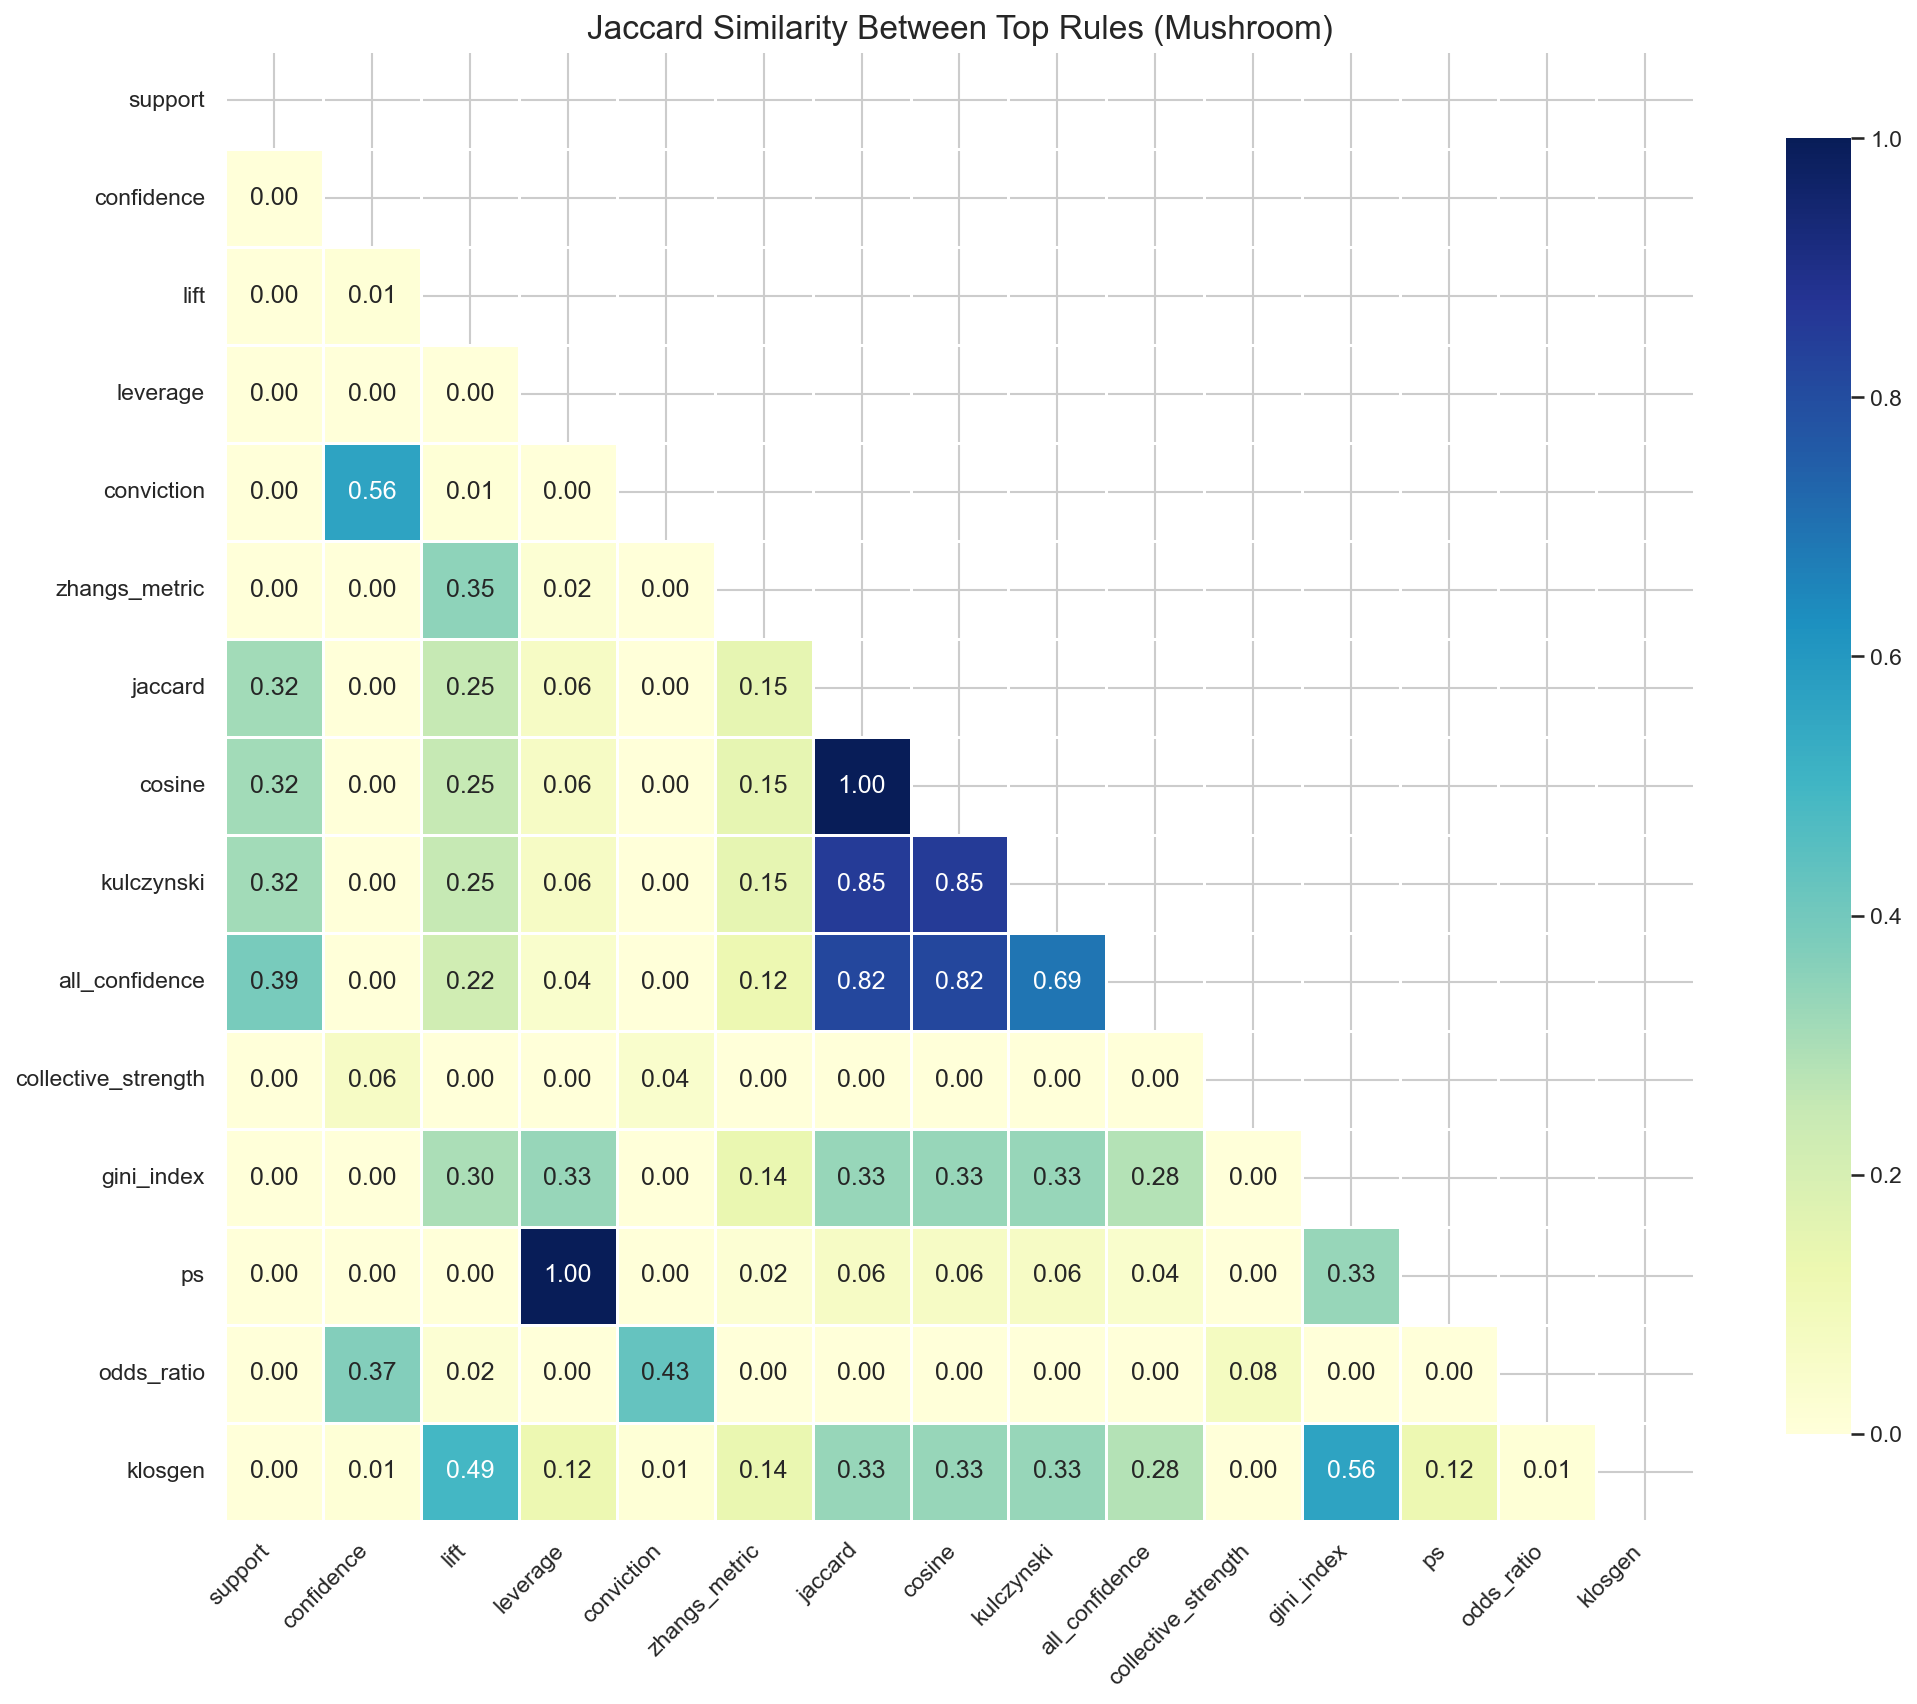 Jaccard Similarity Between Top Rules (Mushroom)
support
confidence 0.00
lift 0.00 0.01
leverage 0.00 0.00 0.00
conviction 0.00 0.56 0.01 0.00
zhangs_metric 0.00 0.00 0.35 0.02 0.00
jaccard 0.32 0.00 0.25 0.06 0.00 0.15
cosine 0.32 0.00 0.25 0.06 0.00 0.15 1.00
kulczynski 0.32 0.00 0.25 0.06 0.00 0.15 0.85 0.85
all_confidence 0.39 0.00 0.22 0.04 0.00 0.12 0.82 0.82 0.69
collective_strength 0.00 0.06 0.00 0.00 0.04 0.00 0.00 0.00 0.00 0.00
gini_index 0.00 0.00 0.30 0.33 0.00 0.14 0.33 0.33 0.33 0.28 0.00
ps 0.00 0.00 0.00 1.00 0.00 0.02 0.06 0.06 0.06 0.04 0.00 0.33
odds_ratio 0.00 0.37 0.02 0.00 0.43 0.00 0.00 0.00 0.00 0.00 0.08 0.00 0.00
klosgen 0.00 0.01 0.49 0.12 0.01 0.14 0.33 0.33 0.33 0.28 0.00 0.56 0.12 0.01
support confidence lift leverage conviction zhangs_metric jaccard cosine kulczynski all_confidence collective_strength gini_index ps odds_ratio klosgen
1.0
0.8
0.6
0.4
0.2
0.0